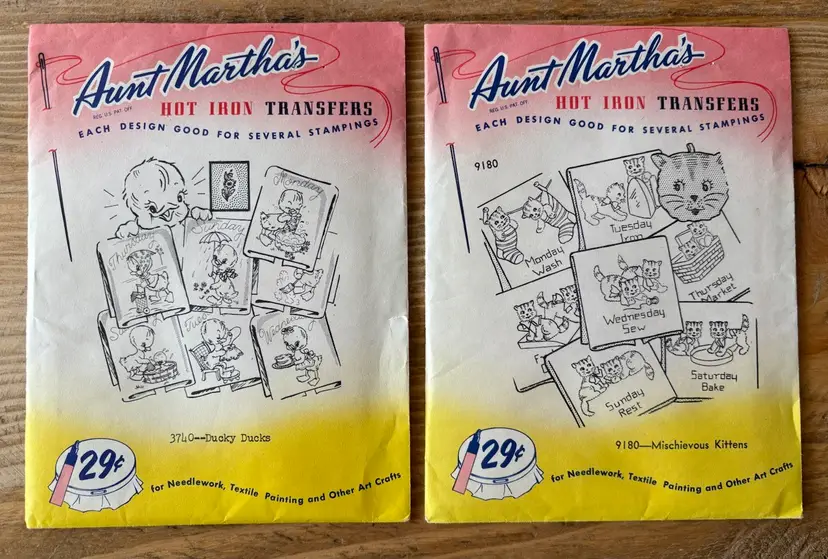 Aunt Martha's
REG. U.S. PAT. OFF.
HOT IRON TRANSFERS
EACH DESIGN GOOD FOR SEVERAL STAMPINGS
Monday
Thursday
Sunday
3740--Ducky Ducks
29¢
for Needlework, Textile Painting and Other Art Crafts
Aunt Martha's
REG. U.S. PAT. OFF.
HOT IRON TRANSFERS
EACH DESIGN GOOD FOR SEVERAL STAMPINGS
9180
Monday
Wash
Tuesday
Iron
Thursday
Market
Wednesday
Sew
F
Saturday
Bake
Sunday
Rest
9180—Mischievous Kittens
29¢
for Needlework, Textile Painting and Other Art Crafts